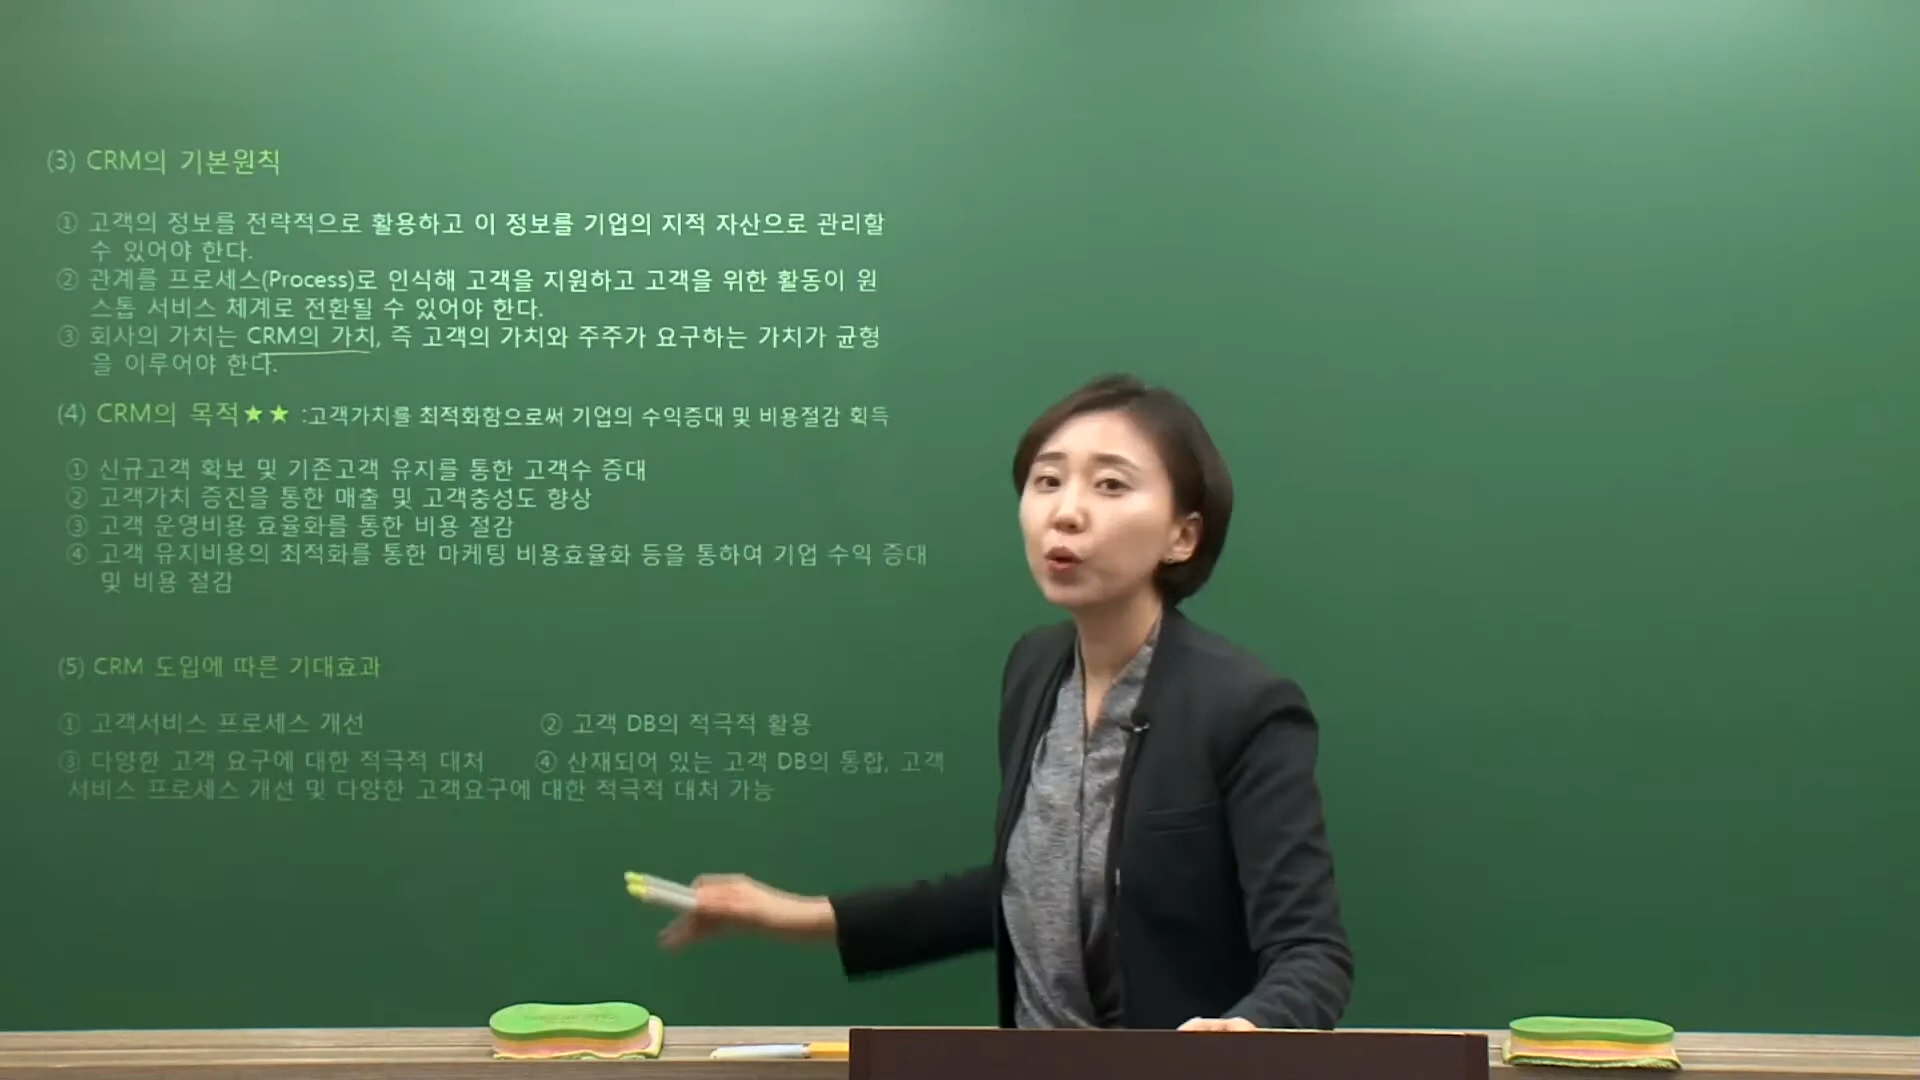 (3) CRM의 기본원칙
① 고객의 정보를 전략적으로 활용하고 이 정보를 기업의 지적 자산으로 관리할
수 있어야 한다.
② 관계를 프로세스(Process)로 인식해 고객을 지원하고 고객을 위한 활동이 원
스톱 서비스 체계로 전환될 수 있어야 한다.
③ 회사의 가치는 CRM의 가치, 즉 고객의 가치와 주주가 요구하는 가치가 균형
을 이루어야 한다.
(4) CRM의 목적★★ :고객가치를 최적화함으로써 기업의 수익증대 및 비용절감 획득
① 신규고객 확보 및 기존고객 유지를 통한 고객수 증대
② 고객가치 증진을 통한 매출 및 고객충성도 향상
③ 고객 운영비용 효율화를 통한 비용 절감
④ 고객 유지비용의 최적화를 통한 마케팅 비용효율화 등을 통하여 기업 수익 증대
및 비용 절감
(5) CRM 도입에 따른 기대효과
① 고객서비스 프로세스 개선 ② 고객 DB의 적극적 활용
③ 다양한 고객 요구에 대한 적극적 대처 ④ 산재되어 있는 고객 DB의 통합, 고객
서비스 프로세스 개선 및 다양한 고객요구에 대한 적극적 대처 가능